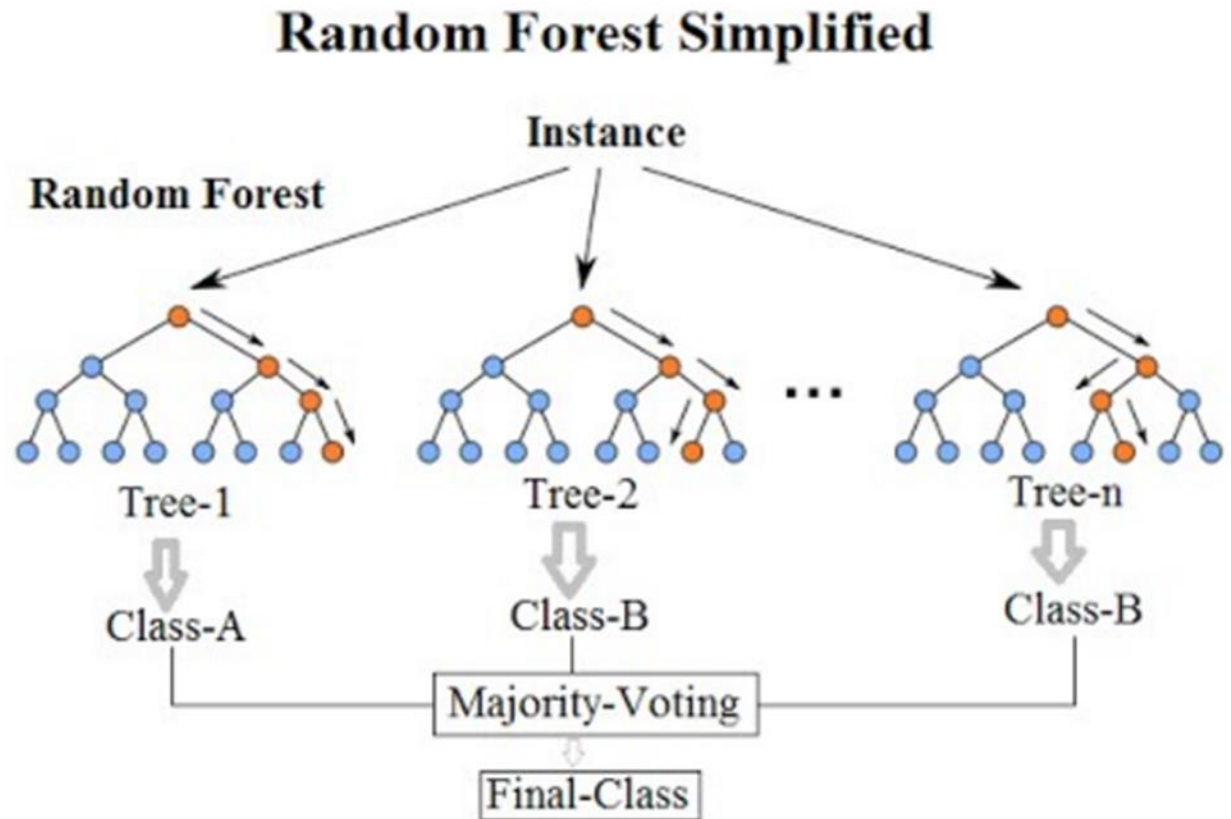 Random Forest Simplified
Instance
Random Forest
...
Tree-1
Tree-2
Tree-n
Class-A
Class-B
Class-B
Majority-Voting
Final-Class